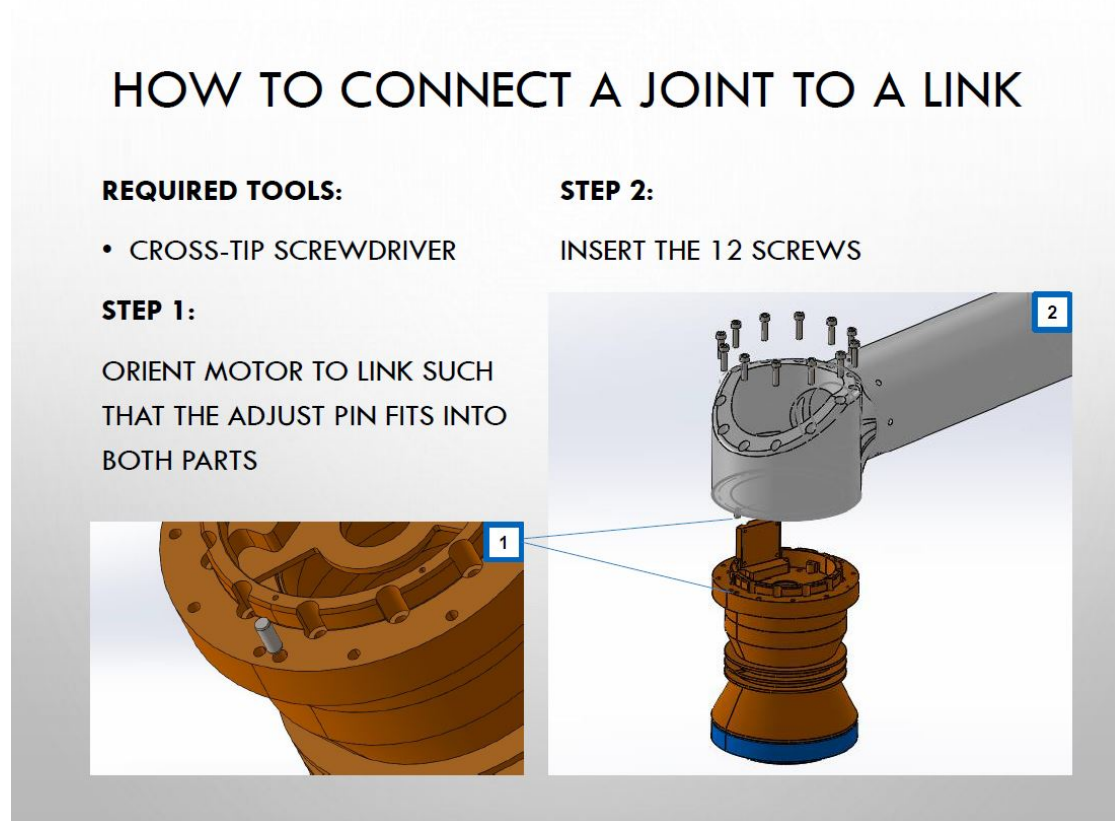 HOW TO CONNECT A JOINT TO A LINK
REQUIRED TOOLS:
• CROSS-TIP SCREWDRIVER
STEP 1:
ORIENT MOTOR TO LINK SUCH
THAT THE ADJUST PIN FITS INTO
BOTH PARTS
1
STEP 2:
INSERT THE 12 SCREWS
2